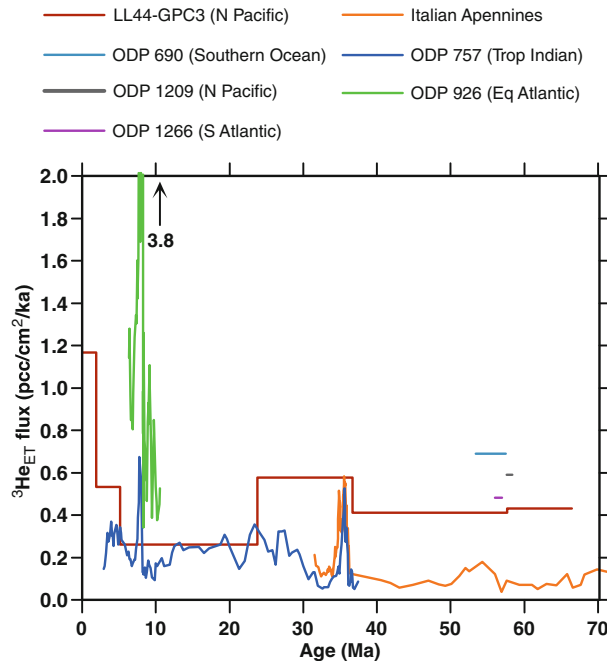 LL44-GPC3 (N Pacific)
Italian Apennines
ODP 690 (Southern Ocean)
ODP 757 (Trop Indian)
ODP 1209 (N Pacific)
ODP 926 (Eq Atlantic)
ODP 1266 (S Atlantic)
2.0
1.8
1.6
1.4
1.2
1.0
0.8
0.6
0.4
0.2
0.0
3.8
³He_ET flux (pcc/cm²/ka)
0 10 20 30 40 50 60 70
Age (Ma)